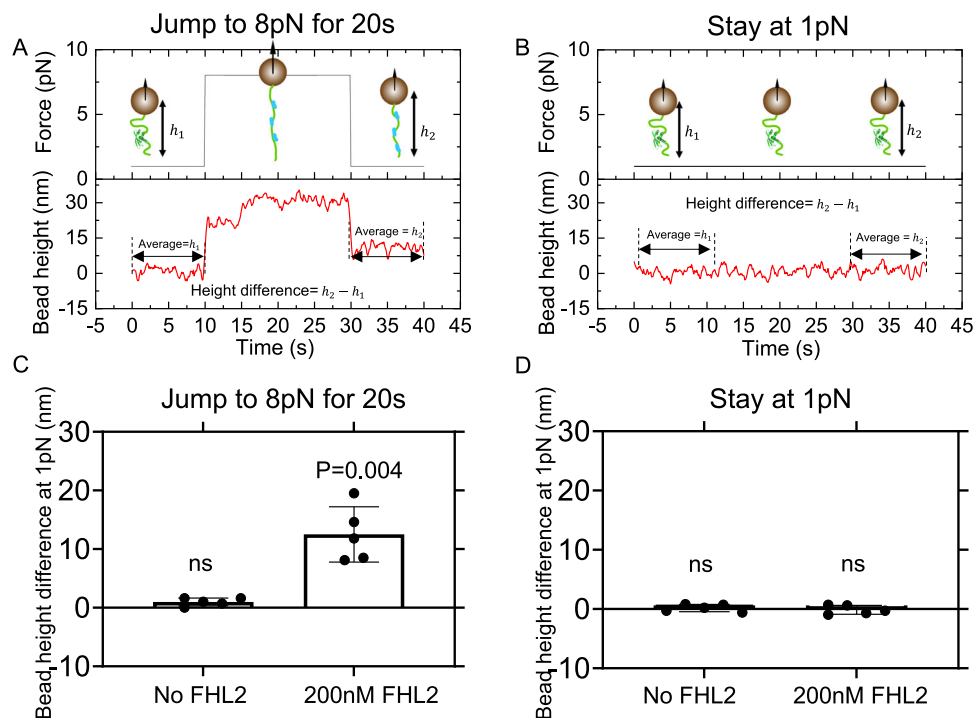 A
Jump to 8pN for 20s
Force (pN)
10
5
0
h₁
h₂
Bead height (nm)
30
15
0
-15
Average=h₁
Average = h₂
Height difference= h₂ − h₁
-5 0 5 10 15 20 25 30 35 40 45
Time (s)
B
Stay at 1pN
Force (pN)
10
5
0
h₁
h₂
Bead height (nm)
30
15
0
-15
Height difference= h₂ − h₁
Average =h₁
Average = h₂
-5 0 5 10 15 20 25 30 35 40 45
Time (s)
C
Jump to 8pN for 20s
Bead height difference at 1pN (nm)
30
20
10
0
-10
ns
P=0.004
No FHL2 200nM FHL2
D
Stay at 1pN
Bead height difference at 1pN (nm)
30
20
10
0
-10
ns
ns
No FHL2 200nM FHL2